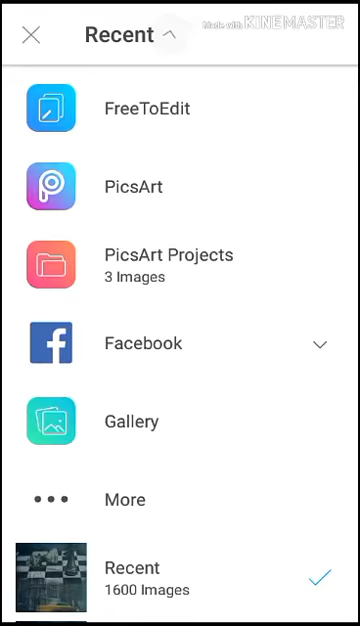 Recent
Made with KINEMASTER
FreeToEdit
PicsArt
PicsArt Projects
3 Images
Facebook
Gallery
More
Recent
1600 Images